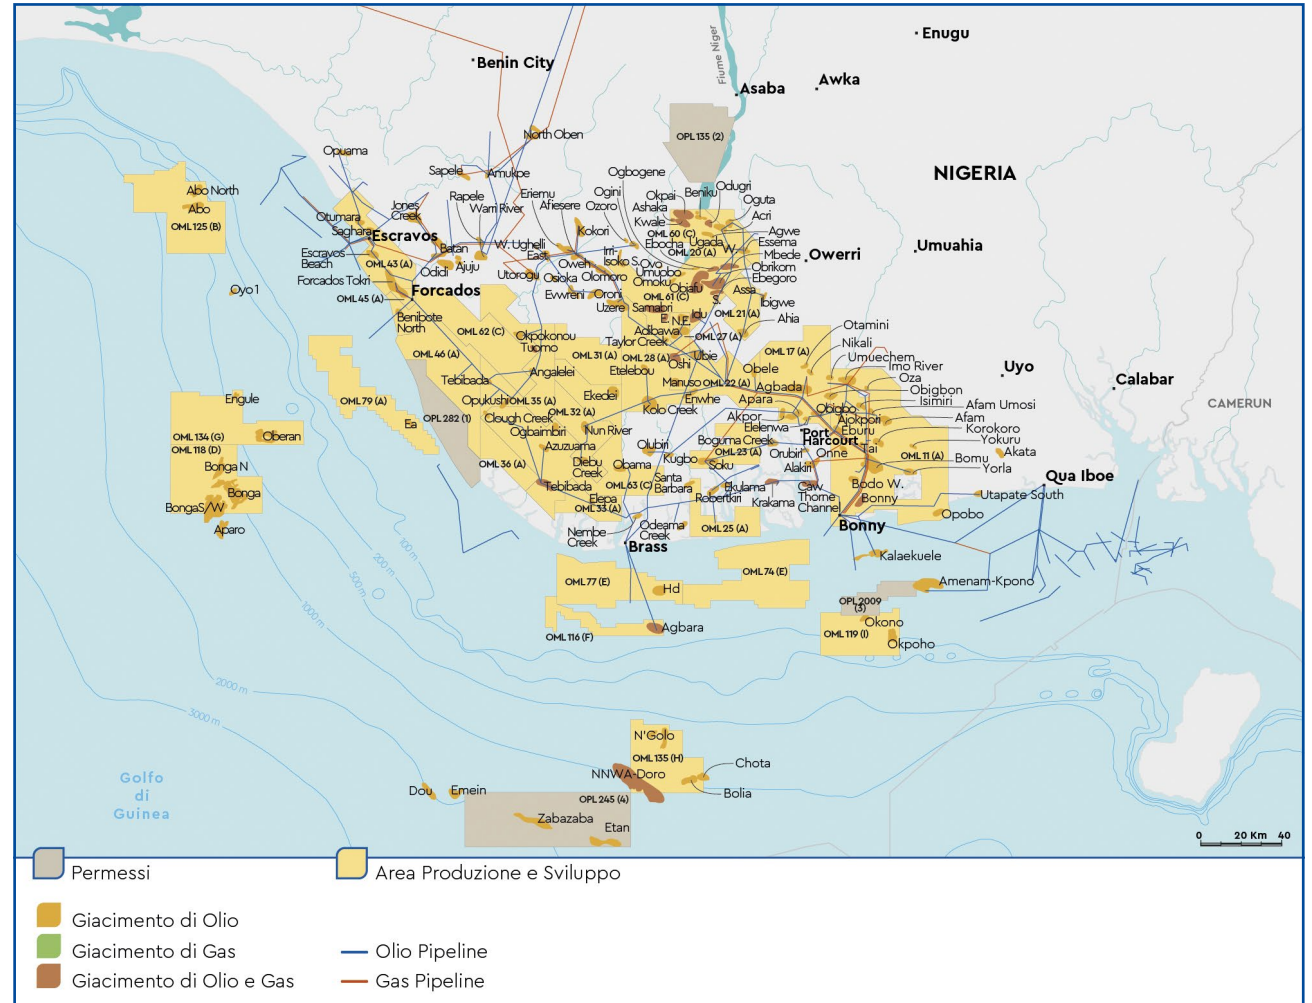 Enugu
Benin City
Fiume Niger
Asaba
Awka
North Oben
OPL 135 (2)
Opuama
NIGERIA
Sapele
Amukpe
Ogbogene
Abo North
Abo
OML 125 (B)
Jones
Creek
Rapele
Warri River
Eriemu
Afiesere
Ogini
Ozoro
Okpai
Ashaka
Kwale
Beniku
Odugri
Oguta
Acri
Otumara
Saghara
Escravos
Kokori
OML 60 (C)
Ebocha
Ugada
W.
OML 20 (A)
Agwe
Essema
Mbede
Obrikom
Ebegoro
Owerri
Umuahia
Escravos
Beach
Batan
W. Ughelli
East
Irri
Isoko S.
Ovo
Oweh
OML 43 (A)
Odidi
Ajuju
Utorogu
Osioka
Olomoro
Umuopbo
Omoku
Obiafu
Assa
Forcados Tokri
Forcados
OML 45 (A)
Oyo 1
Evwreni
Oroni
Uzere
OML 61 (C)
S.
Ibigwe
Samabri
E.
N.E.
Idu
OML 21 (A)
Ahia
Benibote
North
OML 62 (C)
Okpokonou
Tuomo
Adibawa
Taylor Creek
OML 27 (A)
Otamini
Nikali
Umuechem
Imo River
Oza
OML 46 (A)
OML 31 (A)
OML 28 (A)
Ubie
Oshi
OML 17 (A)
Obele
Uyo
Calabar
Tebibada
Angalelei
Etelebou
Manuso
OML 22 (A)
Agbada
Obigbon
Isimiri
CAMERUN
OML 79 (A)
Ea
OPL 282 (1)
Opukushi
OML 35 (A)
Ekedei
Kolo Creek
Enwhe
Apara
Obigbo
Afam Umosi
Afam
Engule
Clough Creek
OML 32 (A)
Ogbaimbiri
Nun River
Akpor
Elelenwa
Port
Harcourt
Ajokpori
Eburu
Korokoro
Yokuru
Akata
OML 134 (G)
Oberan
OML 118 (D)
Azuzuama
Olubiri
Boguma Creek
OML 23 (A)
Orubiri
Onne
Tai
OML 11 (A)
Bomu
Yorla
Bonga N
OML 36 (A)
Diebu
Creek
Obama
Kugbo
Soku
Alakiri
Qua Iboe
Bonga
Tebibada
OML 63 (C)
Santa
Barbara
Ekulama
Caw
Thorne
Channel
Bodo W.
Bonny
Utapate South
BongaS/W
Elepa
OML 33 (A)
Robertkiri
Krakama
Opobo
Aparo
Nembe
Creek
Odeama
Creek
OML 25 (A)
Bonny
Brass
Kalaekuele
OML 77 (E)
OML 74 (E)
Hd
Amenam-Kpono
OPL 2009
(3)
OML 116 (F)
Agbara
OML 119 (I)
Okono
Okpoho
100 m.
200 m.
500 m.
1000 m.
2000 m.
3000 m.
N'Golo
OML 135 (H)
Chota
NNWA-Doro
Bolia
Dou
Emein
OPL 245 (4)
Zabazaba
Etan
Golfo
di
Guinea
0 20 Km 40
Permessi
Area Produzione e Sviluppo
Giacimento di Olio
Giacimento di Gas
Olio Pipeline
Giacimento di Olio e Gas
Gas Pipeline